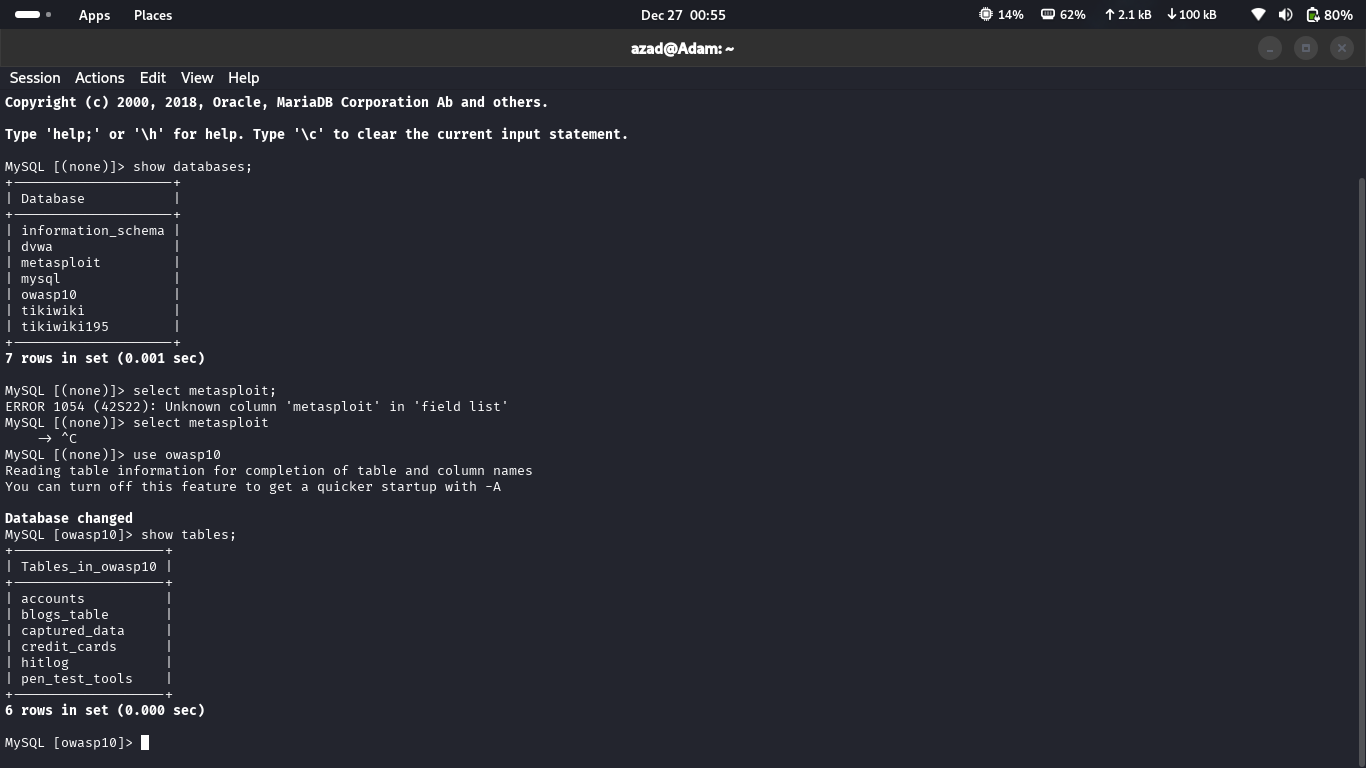 Apps Places Dec 27 00:55 14% 62% 2.1 kB 100 kB 80%
azad@Adam: ~
Session Actions Edit View Help
Copyright (c) 2000, 2018, Oracle, MariaDB Corporation Ab and others.
Type 'help;' or '\h' for help. Type '\c' to clear the current input statement.
MySQL [(none)]> show databases;
+--------------------+
| Database           |
+--------------------+
| information_schema |
| dvwa               |
| metasploit         |
| mysql              |
| owasp10            |
| tikiwiki           |
| tikiwiki195        |
+--------------------+
7 rows in set (0.001 sec)
MySQL [(none)]> select metasploit;
ERROR 1054 (42S22): Unknown column 'metasploit' in 'field list'
MySQL [(none)]> select metasploit
    -> ^C
MySQL [(none)]> use owasp10
Reading table information for completion of table and column names
You can turn off this feature to get a quicker startup with -A
Database changed
MySQL [owasp10]> show tables;
+-------------------+
| Tables_in_owasp10 |
+-------------------+
| accounts          |
| blogs_table       |
| captured_data     |
| credit_cards      |
| hitlog            |
| pen_test_tools    |
+-------------------+
6 rows in set (0.000 sec)
MySQL [owasp10]>